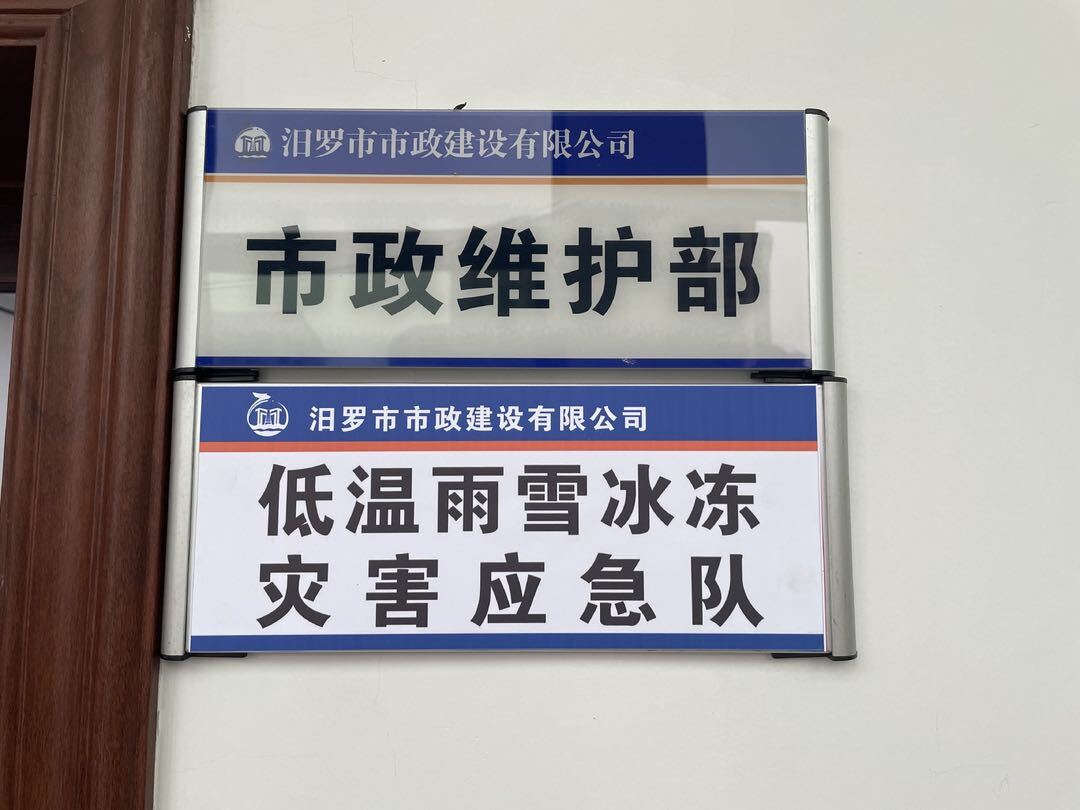 汨罗市市政建设有限公司
市政维护部
汨罗市市政建设有限公司
低温雨雪冰冻
灾害应急队